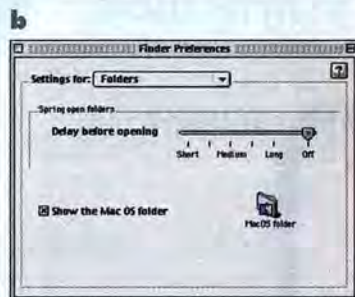 b
Finder Preferences
Settings for: Folders
?
Spring open folders
Delay before opening
Short Medium Long Off
Show the Mac OS folder
MacOS folder